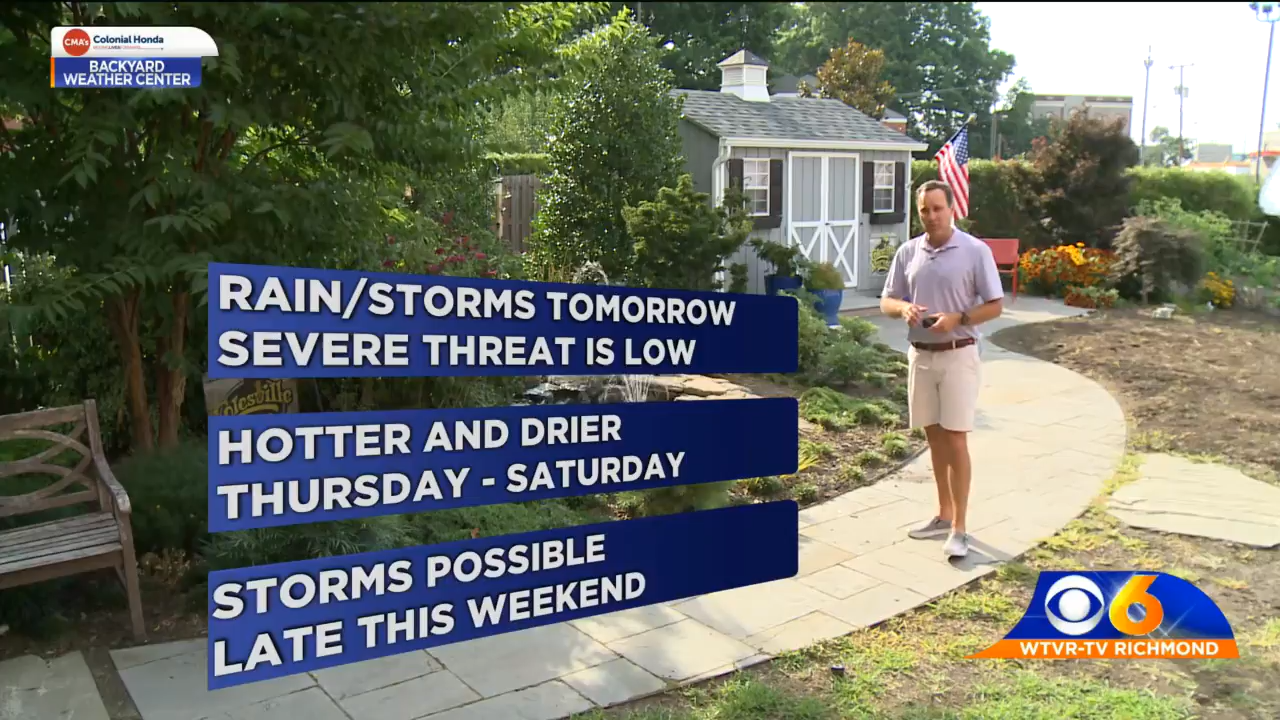 CMA's Colonial Honda
BACKYARD
WEATHER CENTER
RAIN/STORMS TOMORROW
SEVERE THREAT IS LOW
HOTTER AND DRIER
THURSDAY - SATURDAY
STORMS POSSIBLE
LATE THIS WEEKEND
6
WTVR-TV RICHMOND